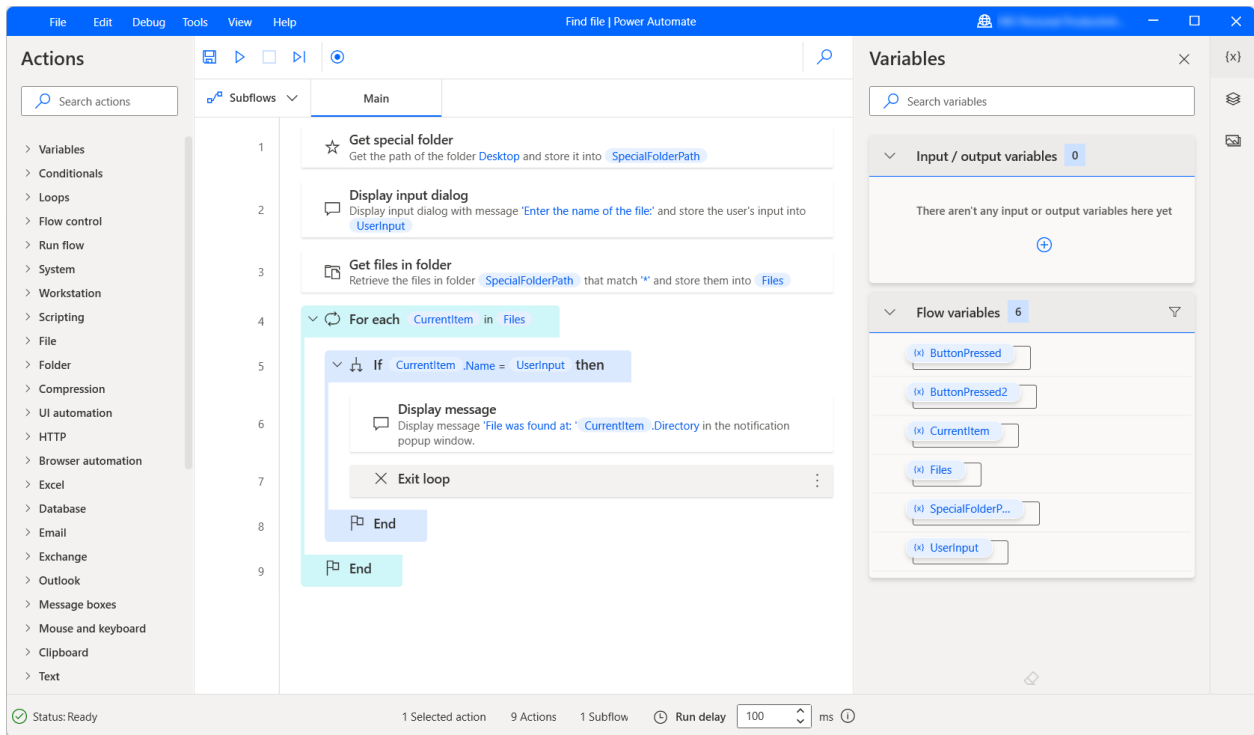 File Edit Debug Tools View Help Find file | Power Automate
Actions
Search actions
Variables
Conditionals
Loops
Flow control
Run flow
System
Workstation
Scripting
File
Folder
Compression
UI automation
HTTP
Browser automation
Excel
Database
Email
Exchange
Outlook
Message boxes
Mouse and keyboard
Clipboard
Text
Subflows Main
1 Get special folder
Get the path of the folder Desktop and store it into SpecialFolderPath
2 Display input dialog
Display input dialog with message 'Enter the name of the file:' and store the user's input into
UserInput
3 Get files in folder
Retrieve the files in folder SpecialFolderPath that match '*' and store them into Files
4 For each CurrentItem in Files
5 If CurrentItem .Name = UserInput then
6 Display message
Display message 'File was found at: ' CurrentItem .Directory in the notification
popup window.
7 Exit loop
8 End
9 End
Variables
{x}
Search variables
Input / output variables 0
There aren't any input or output variables here yet
Flow variables 6
(x) ButtonPressed
(x) ButtonPressed2
(x) CurrentItem
(x) Files
(x) SpecialFolderP...
(x) UserInput
Status: Ready 1 Selected action 9 Actions 1 Subflow Run delay 100 ms